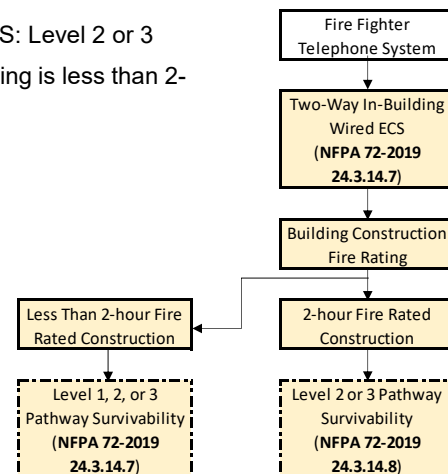 S: Level 2 or 3
ing is less than 2-
Fire Fighter
Telephone System
Two-Way In-Building
Wired ECS
(NFPA 72-2019
24.3.14.7)
Building Construction
Fire Rating
Less Than 2-hour Fire
Rated Construction
2-hour Fire Rated
Construction
Level 1, 2, or 3
Pathway Survivability
(NFPA 72-2019
24.3.14.7)
Level 2 or 3 Pathway
Survivability
(NFPA 72-2019
24.3.14.8)